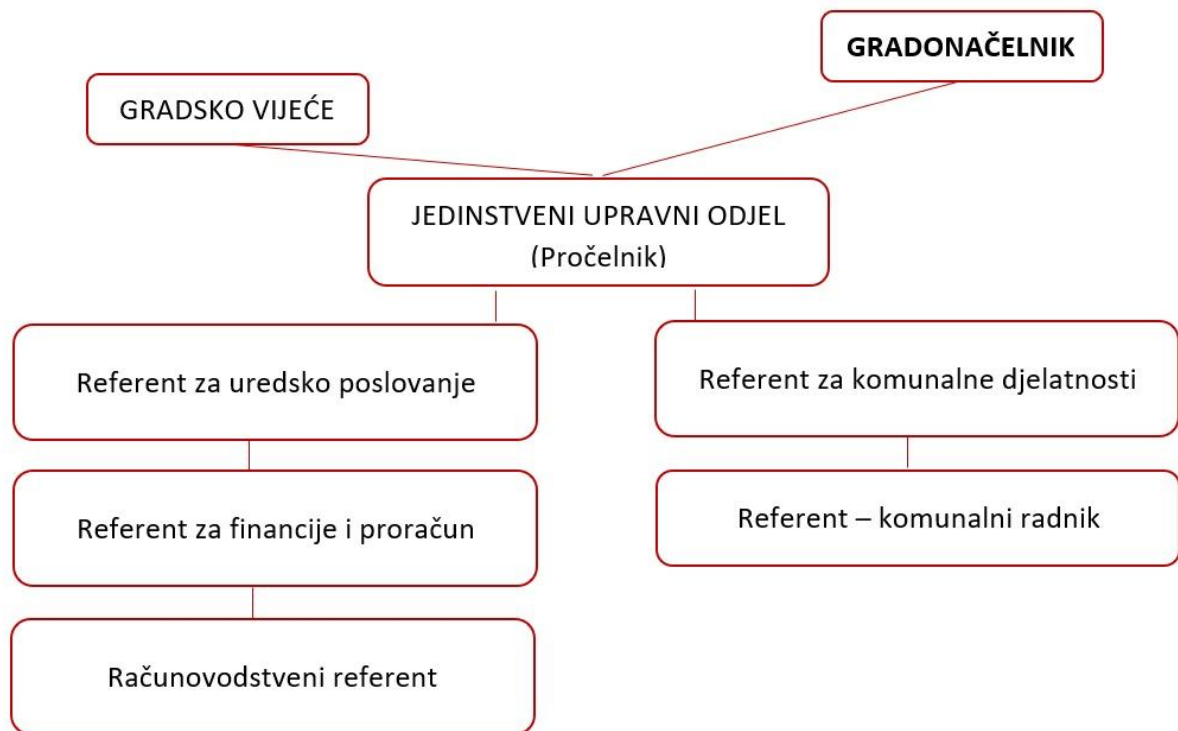 GRADONAČELNIK
GRADSKO VIJEĆE
JEDINSTVENI UPRAVNI ODJEL
(Pročelnik)
Referent za uredsko poslovanje
Referent za komunalne djelatnosti
Referent za financije i proračun
Referent – komunalni radnik
Računovodstveni referent